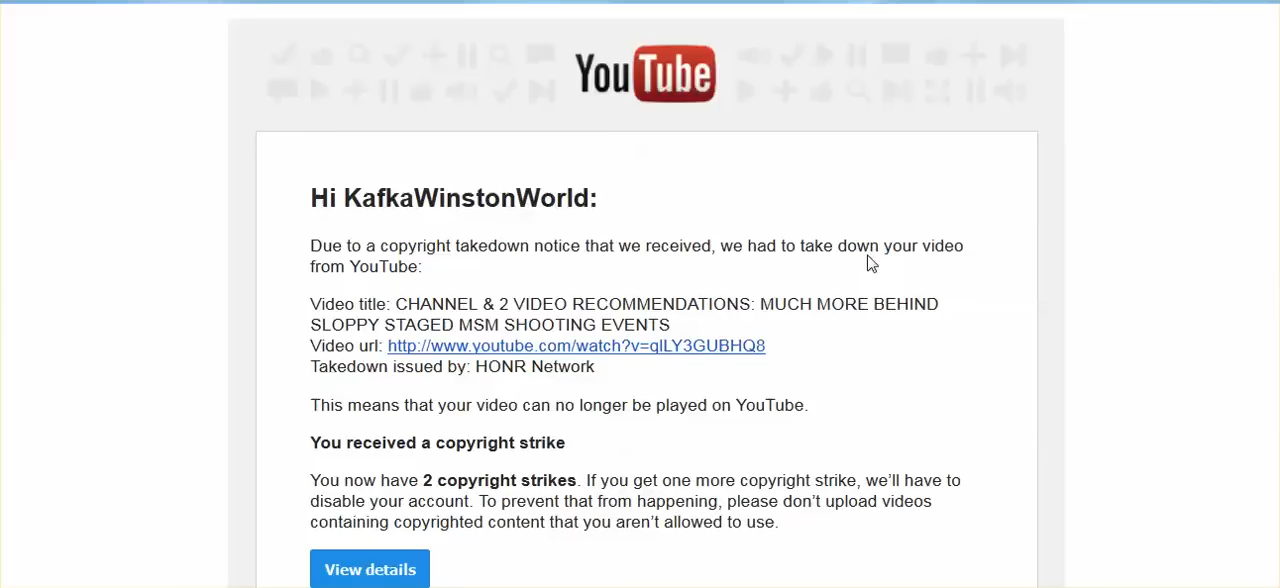 YouTube
Hi KafkaWinstonWorld:
Due to a copyright takedown notice that we received, we had to take down your video
from YouTube:
Video title: CHANNEL & 2 VIDEO RECOMMENDATIONS: MUCH MORE BEHIND
SLOPPY STAGED MSM SHOOTING EVENTS
Video url: http://www.youtube.com/watch?v=qlLY3GUBHQ8
Takedown issued by: HONR Network
This means that your video can no longer be played on YouTube.
You received a copyright strike
You now have 2 copyright strikes. If you get one more copyright strike, we’ll have to
disable your account. To prevent that from happening, please don’t upload videos
containing copyrighted content that you aren’t allowed to use.
View details